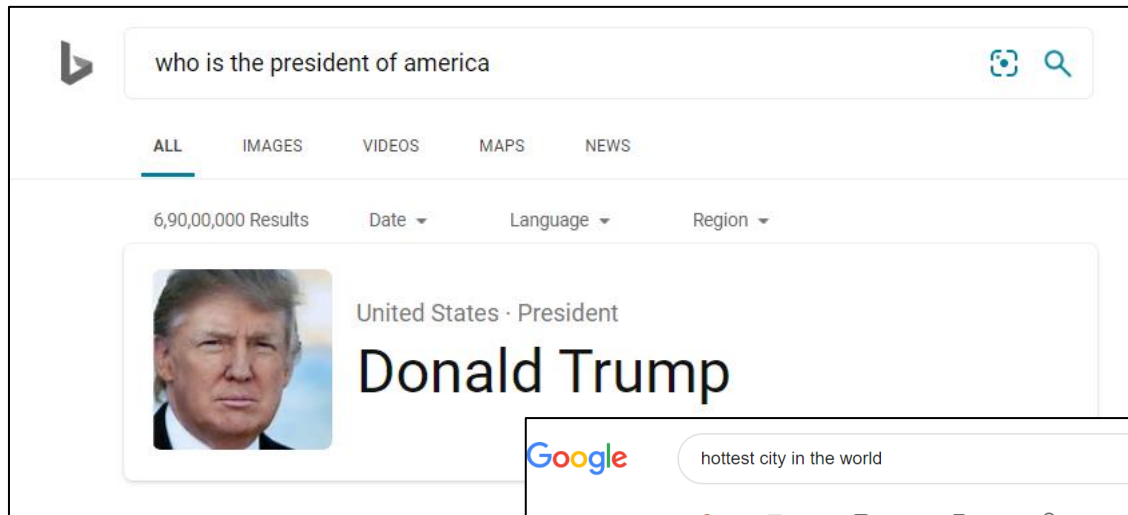 who is the president of america
ALL IMAGES VIDEOS MAPS NEWS
6,90,00,000 Results Date Language Region
United States · President
Donald Trump
Google hottest city in the world